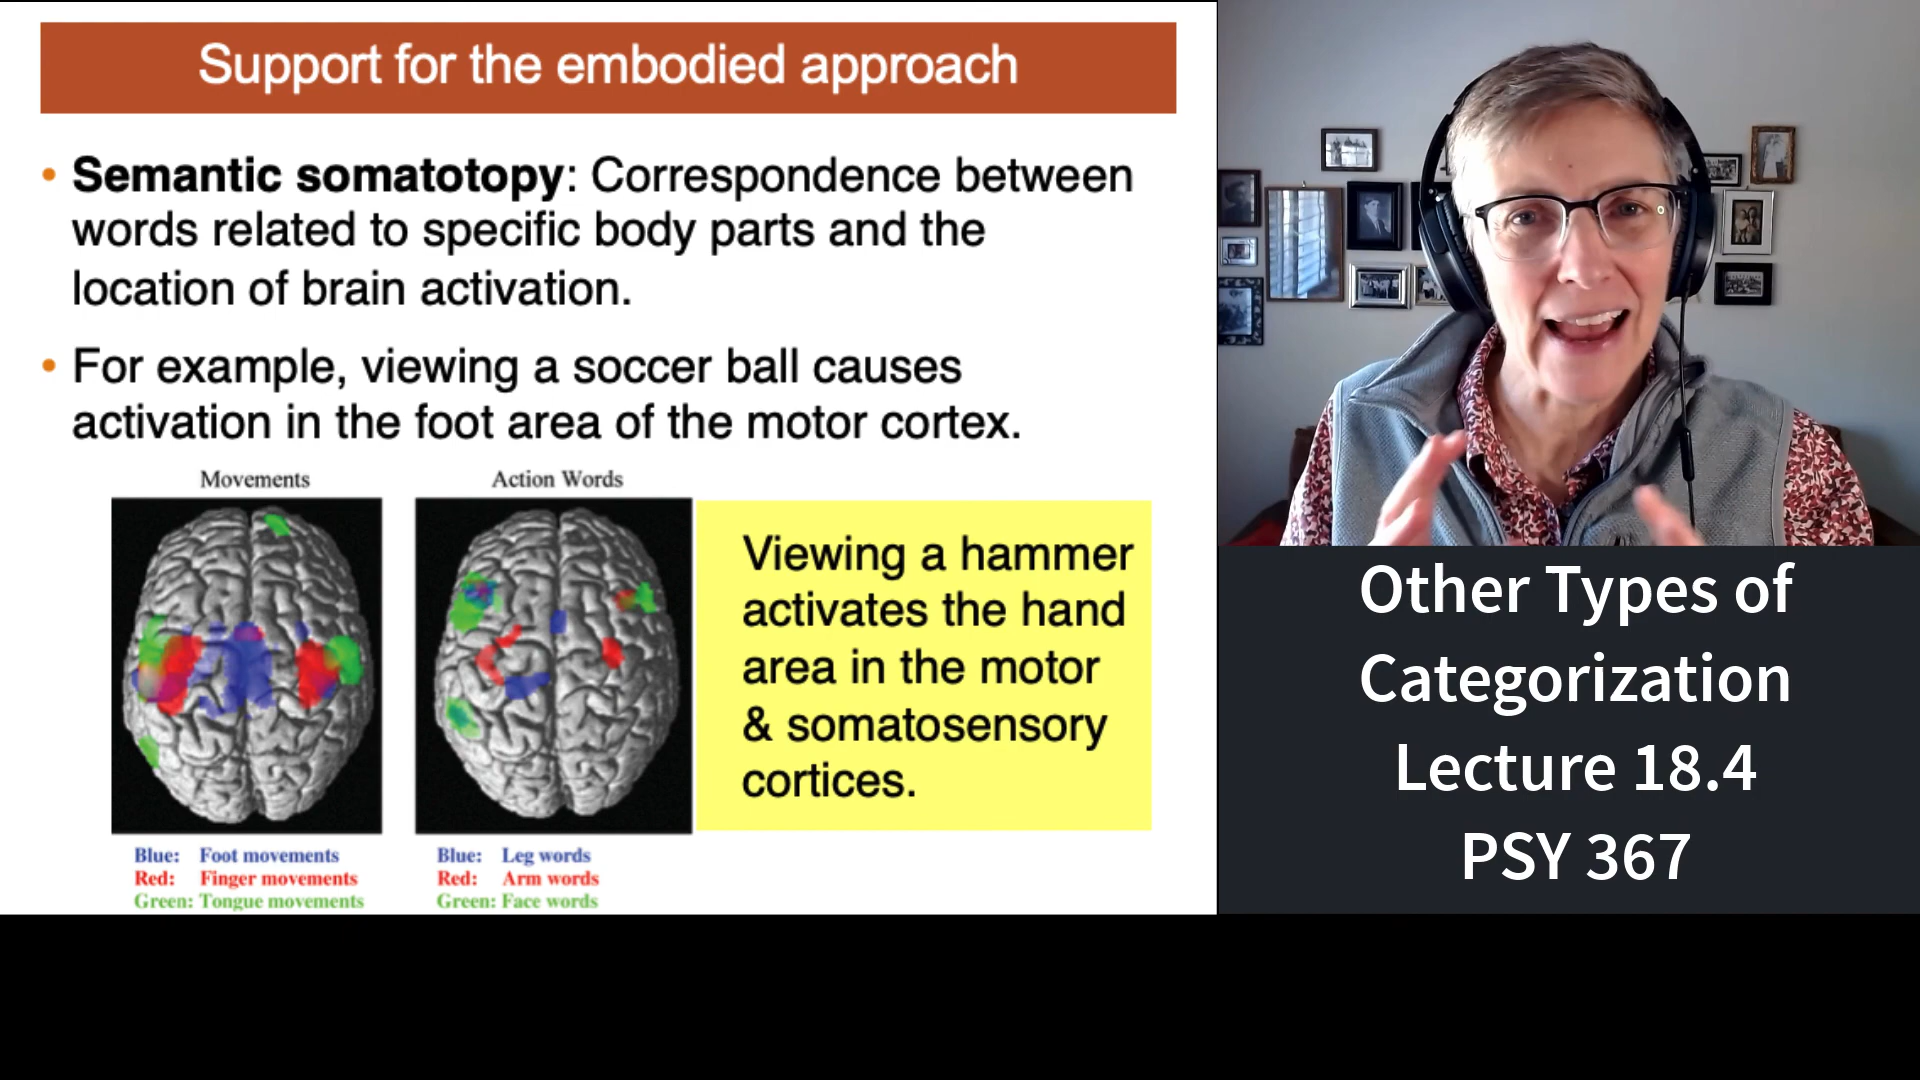 Support for the embodied approach
• Semantic somatotopy: Correspondence between
words related to specific body parts and the
location of brain activation.
• For example, viewing a soccer ball causes
activation in the foot area of the motor cortex.
Movements
Action Words
Blue: Foot movements
Red: Finger movements
Green: Tongue movements
Blue: Leg words
Red: Arm words
Green: Face words
Viewing a hammer
activates the hand
area in the motor
& somatosensory
cortices.
Other Types of
Categorization
Lecture 18.4
PSY 367